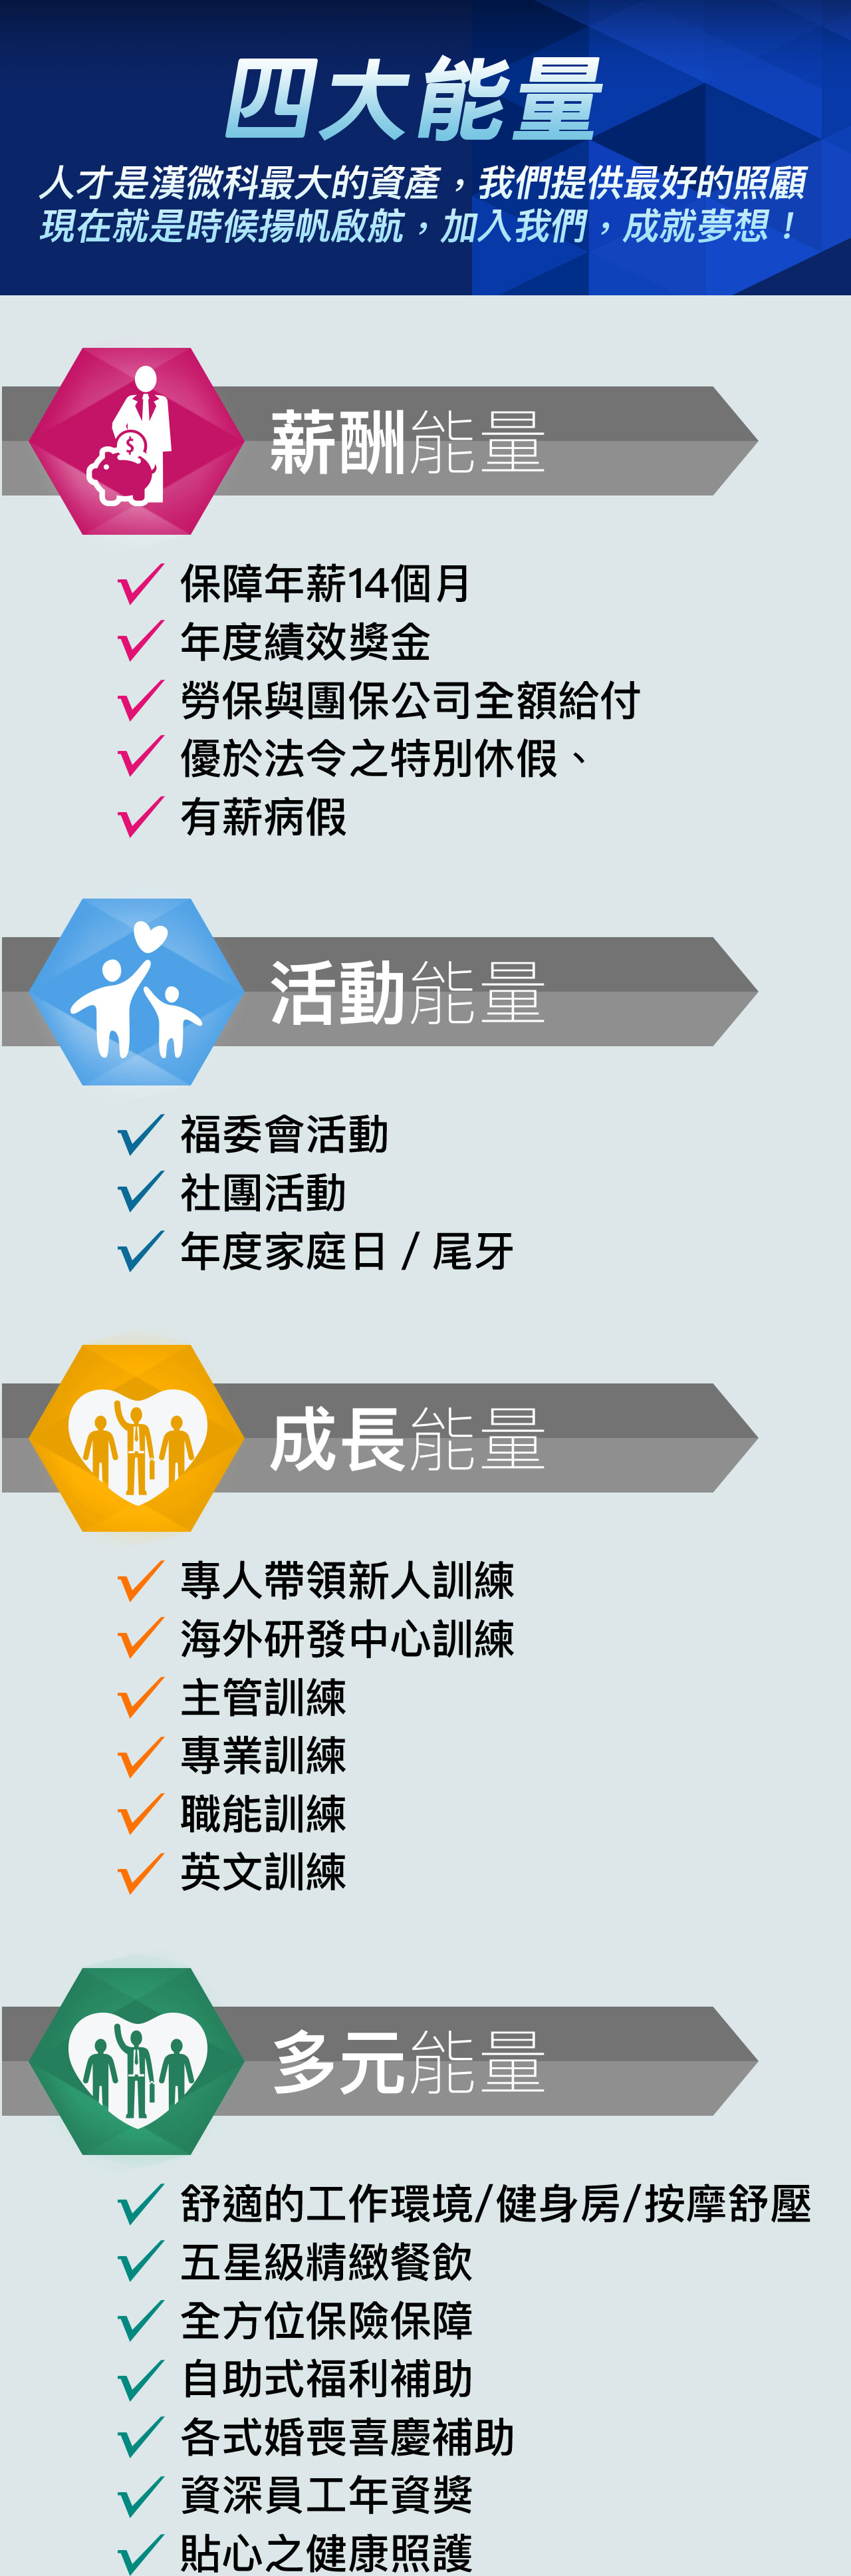 四大能量
人才是漢微科最大的資產，我們提供最好的照顧
現在就是時候揚帆啟航，加入我們，成就夢想！
薪酬能量
保障年薪14個月
年度績效獎金
勞保與團保公司全額給付
優於法令之特別休假、
有薪病假
活動能量
福委會活動
社團活動
年度家庭日 / 尾牙
成長能量
專人帶領新人訓練
海外研發中心訓練
主管訓練
專業訓練
職能訓練
英文訓練
多元能量
舒適的工作環境/健身房/按摩舒壓
五星級精緻餐飲
全方位保險保障
自助式福利補助
各式婚喪喜慶補助
資深員工年資獎
貼心之健康照護